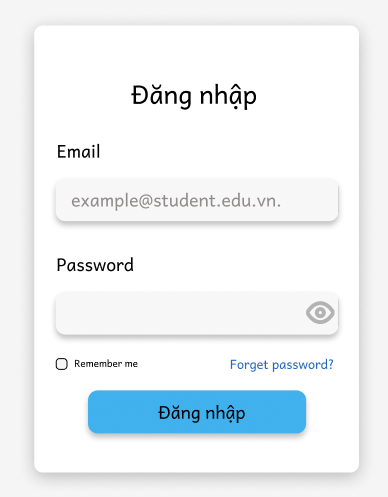 Đăng nhập
Email
example@student.edu.vn.
Password
Remember me
Forget password?
Đăng nhập